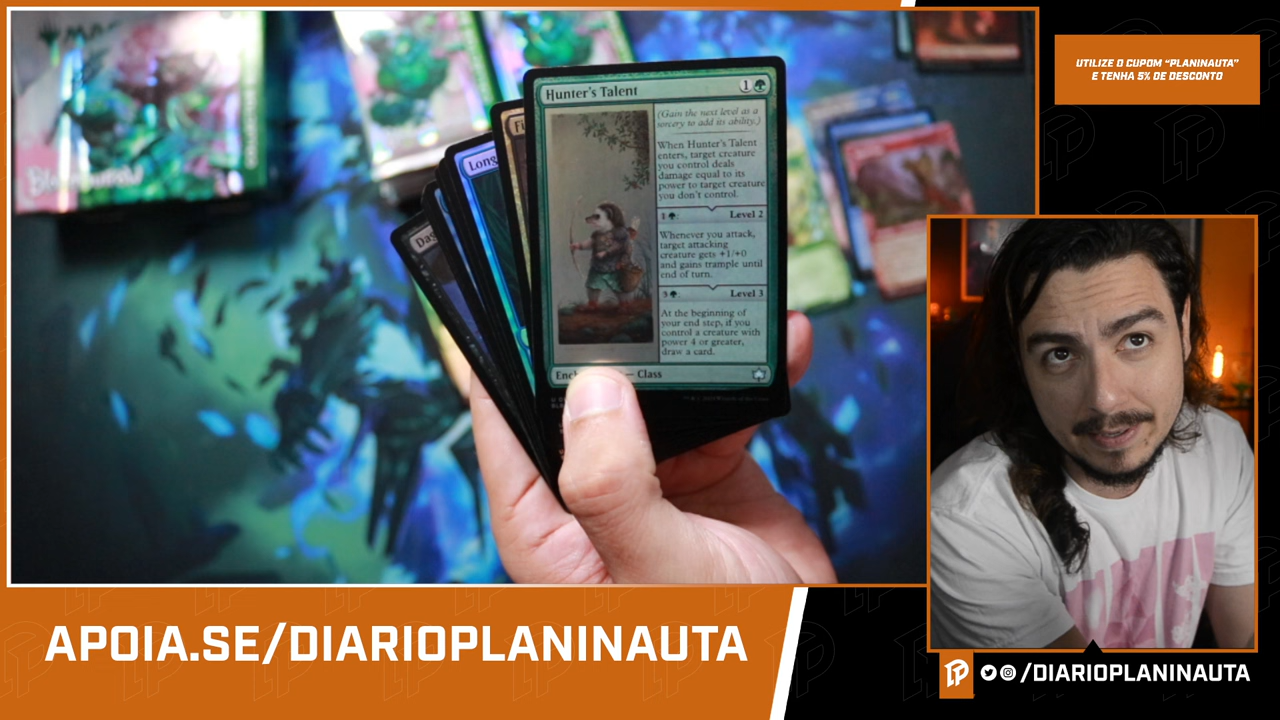 UTILIZE O CUPOM “PLANINAUTA”
E TENHA 5% DE DESCONTO
Hunter's Talent
1
(Gain the next level as a
sorcery to add its ability.)
When Hunter's Talent
enters, target creature
you control deals
damage equal to its
power to target creature
you don't control.
1 : Level 2
Whenever you attack,
target attacking
creature gets +1/+0
and gains trample until
end of turn.
3 : Level 3
At the beginning of
your end step, if you
control a creature with
power 4 or greater,
draw a card.
— Class
Long
APOIA.SE/DIARIOPLANINAUTA
/DIARIOPLANINAUTA